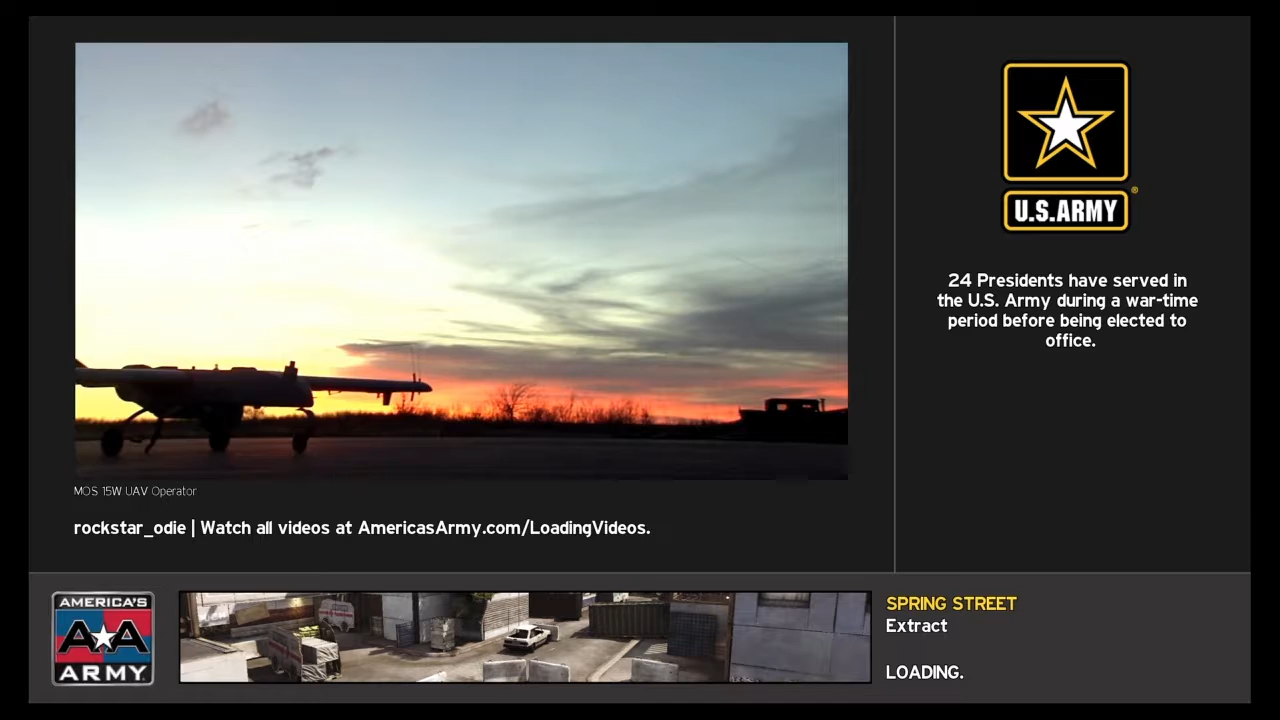 U.S.ARMY
®
24 Presidents have served in
the U.S. Army during a war-time
period before being elected to
office.
MOS 15W UAV Operator
rockstar_odie | Watch all videos at AmericasArmy.com/LoadingVideos.
AMERICA'S
AA
ARMY
SPRING STREET
Extract
LOADING.